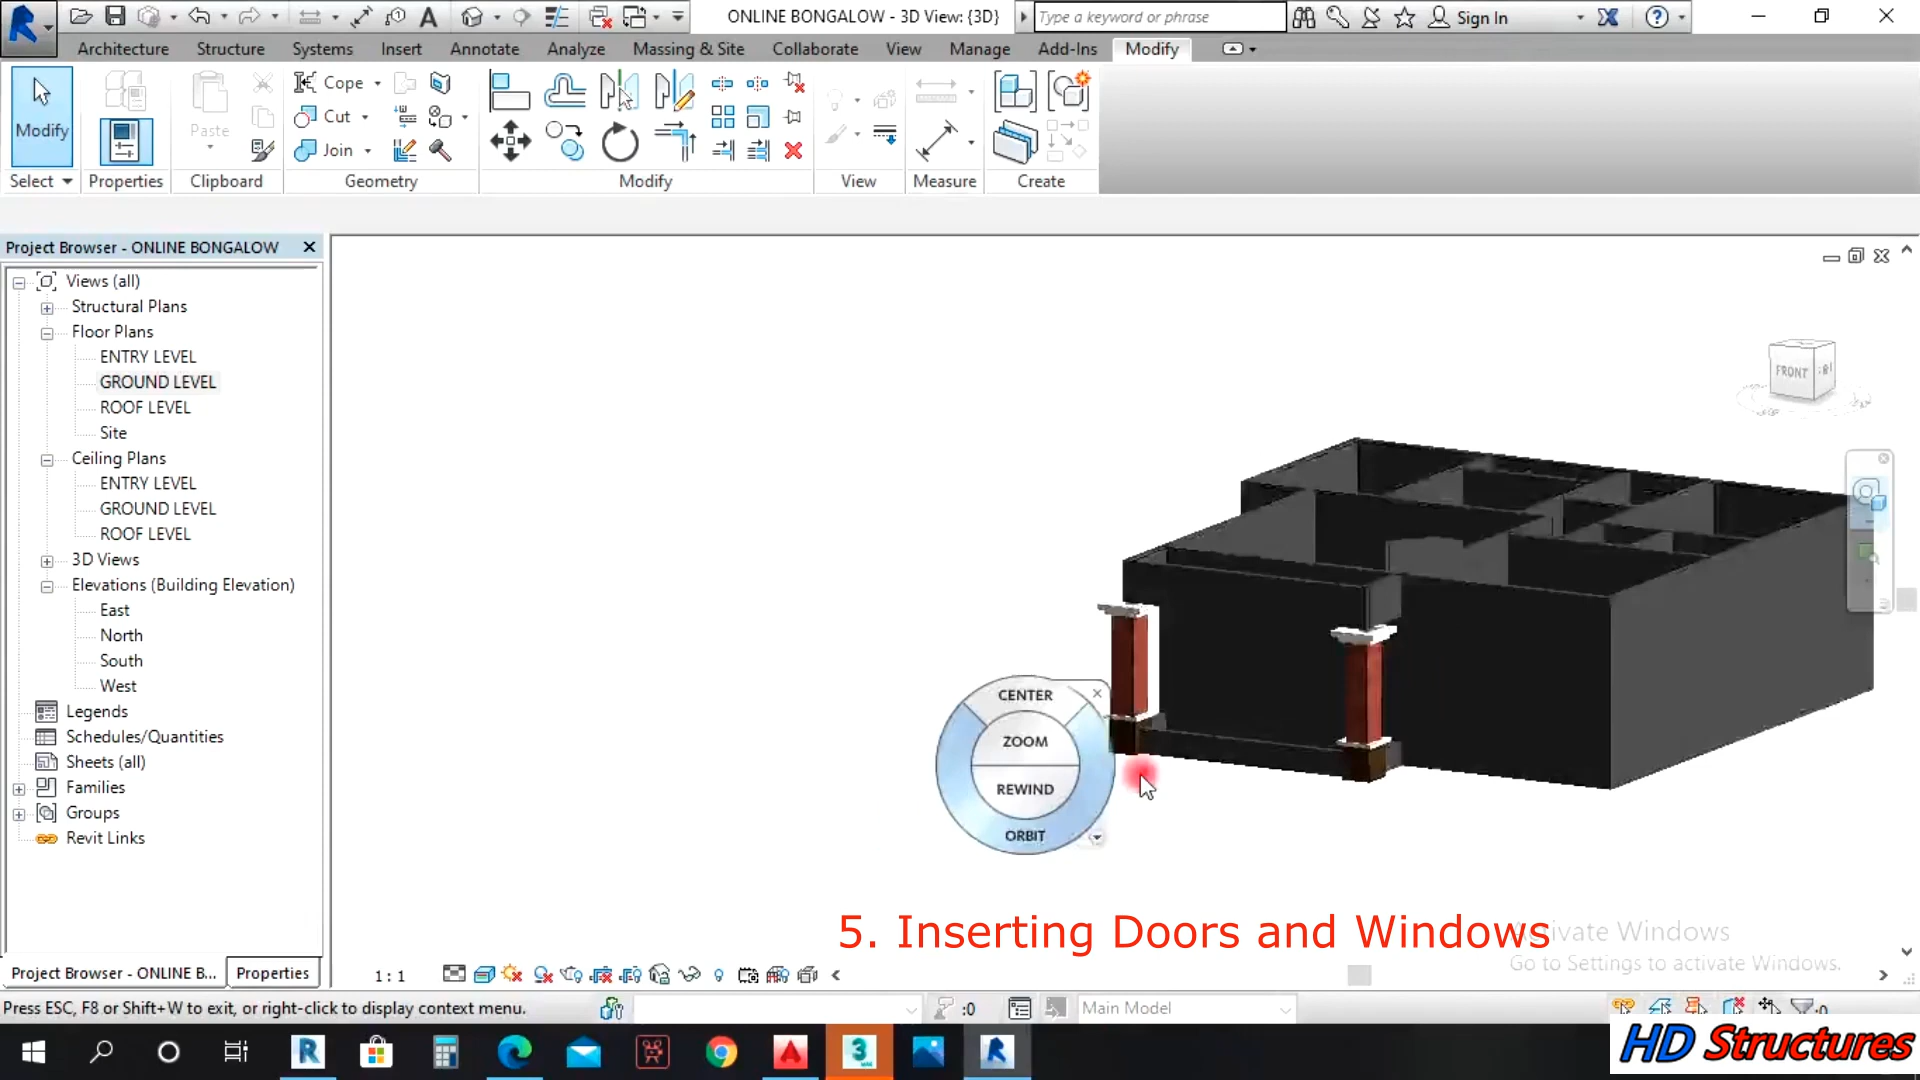 ONLINE BONGALOW - 3D View: {3D}
Type a keyword or phrase
Sign In
Architecture
Structure
Systems
Insert
Annotate
Analyze
Massing & Site
Collaborate
View
Manage
Add-Ins
Modify
Modify
Paste
Cope
Cut
Join
Select
Properties
Clipboard
Geometry
Modify
View
Measure
Create
Project Browser - ONLINE BONGALOW
Views (all)
Structural Plans
Floor Plans
ENTRY LEVEL
GROUND LEVEL
ROOF LEVEL
Site
Ceiling Plans
ENTRY LEVEL
GROUND LEVEL
ROOF LEVEL
3D Views
Elevations (Building Elevation)
East
North
South
West
Legends
Schedules/Quantities
Sheets (all)
Families
Groups
Revit Links
FRONT
CENTER
ZOOM
REWIND
ORBIT
5. Inserting Doors and Windows
Go to Settings to activate Windows.
Project Browser - ONLINE B...
Properties
1 : 1
Press ESC, F8 or Shift+W to exit, or right-click to display context menu.
:0
Main Model
:0
HD Structures